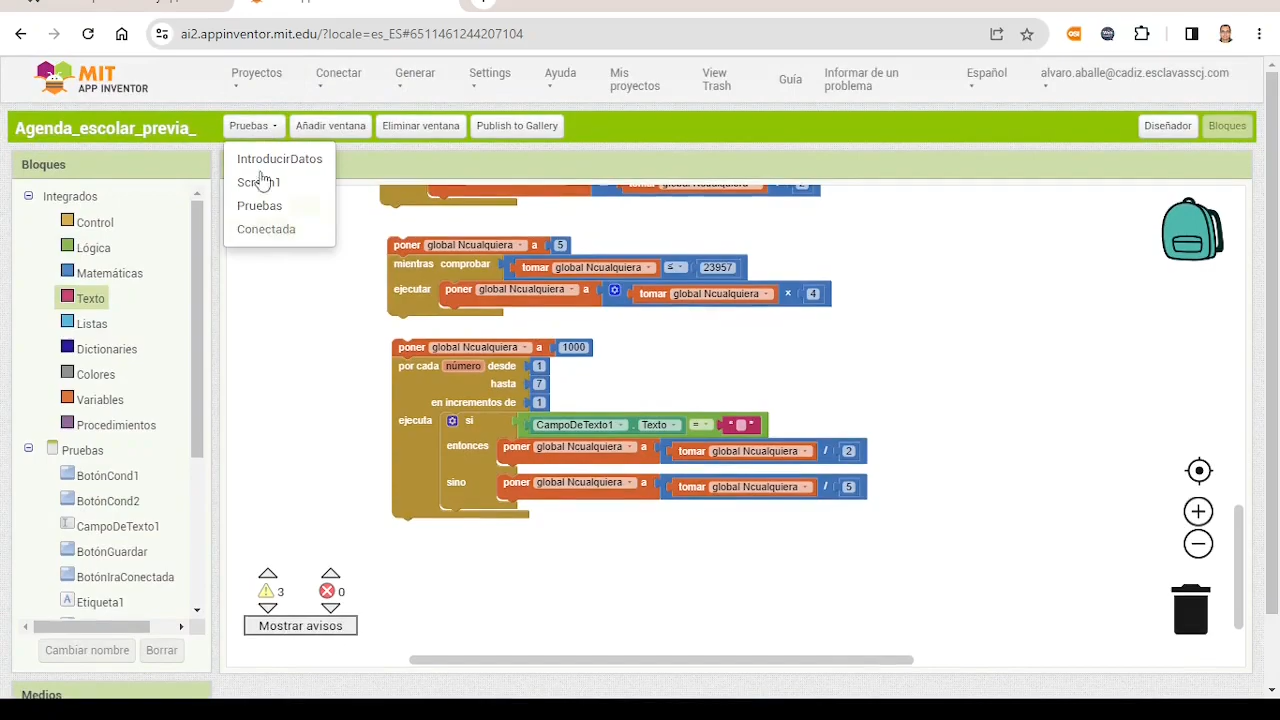 ai2.appinventor.mit.edu/?locale=es_ES#6511461244207104
MIT
APP INVENTOR
Proyectos
Conectar
Generar
Settings
Ayuda
Mis proyectos
View Trash
Guía
Informar de un problema
Español
alvaro.aballe@cadiz.esclavasscj.com
Agenda_escolar_previa_
Pruebas
Añadir ventana
Eliminar ventana
Publish to Gallery
Diseñador
Bloques
IntroducirDatos
Pruebas
Conectada
Bloques
Integrados
Control
Lógica
Matemáticas
Texto
Listas
Dictionaries
Colores
Variables
Procedimientos
Pruebas
BotónCond1
BotónCond2
CampoDeTexto1
BotónGuardar
BotónIraConectada
Etiqueta1
Cambiar nombre
Borrar
Medios
poner global Ncualquiera a 5
mientras comprobar tomar global Ncualquiera ≤ 23957
ejecutar poner global Ncualquiera a tomar global Ncualquiera × 4
poner global Ncualquiera a 1000
por cada número desde 1
hasta 7
en incrementos de 1
ejecuta si CampoDeTexto1 . Texto = " "
entonces poner global Ncualquiera a tomar global Ncualquiera / 2
sino poner global Ncualquiera a tomar global Ncualquiera / 5
3
0
Mostrar avisos